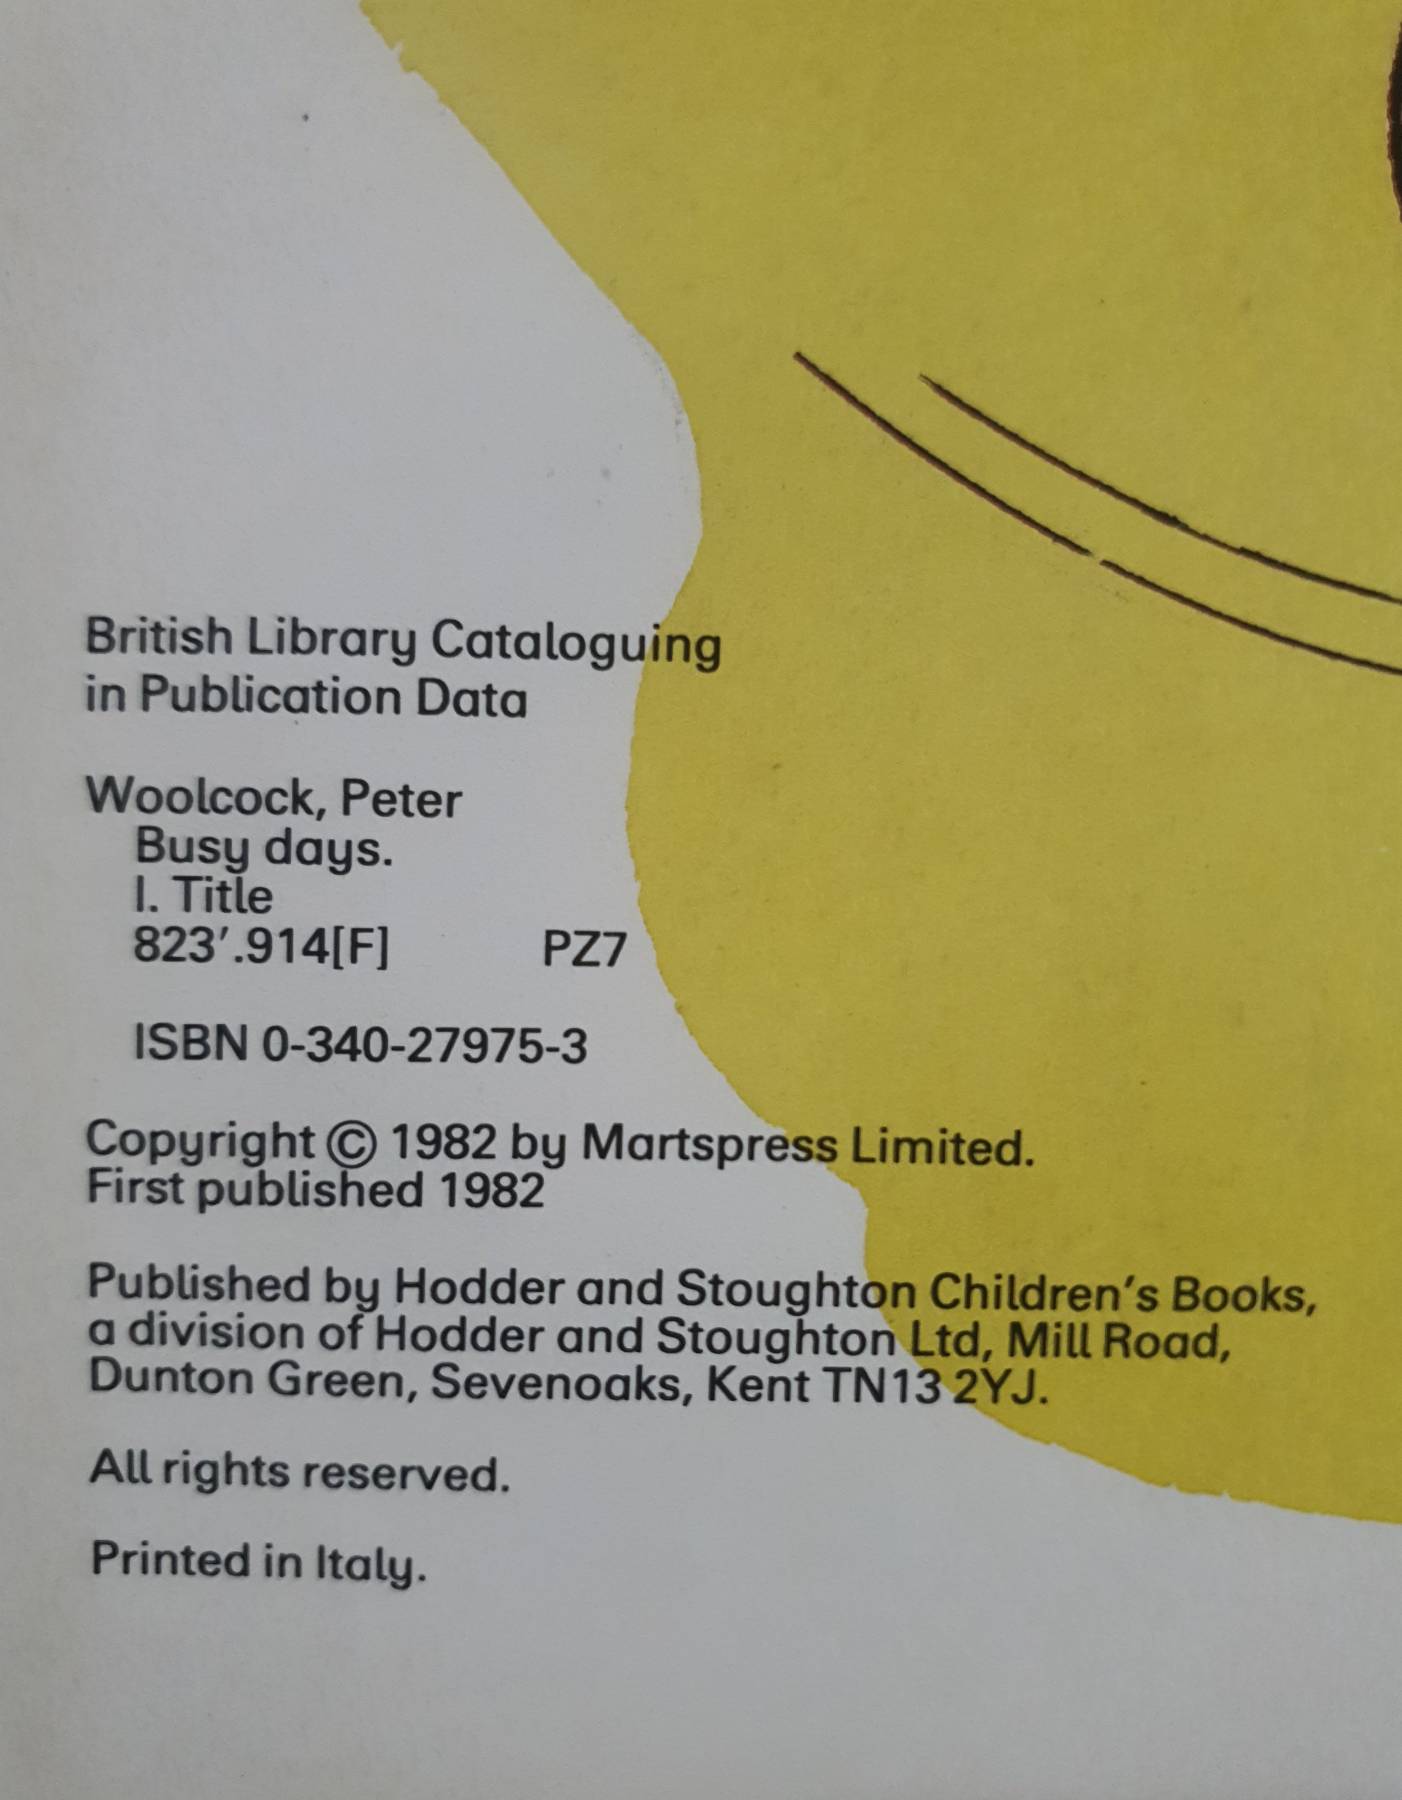 British Library Cataloguing
in Publication Data
Woolcock, Peter
Busy days.
I. Title
823'.914[F] PZ7
ISBN 0-340-27975-3
Copyright © 1982 by Martspress Limited.
First published 1982
Published by Hodder and Stoughton Children's Books,
a division of Hodder and Stoughton Ltd, Mill Road,
Dunton Green, Sevenoaks, Kent TN13 2YJ.
All rights reserved.
Printed in Italy.